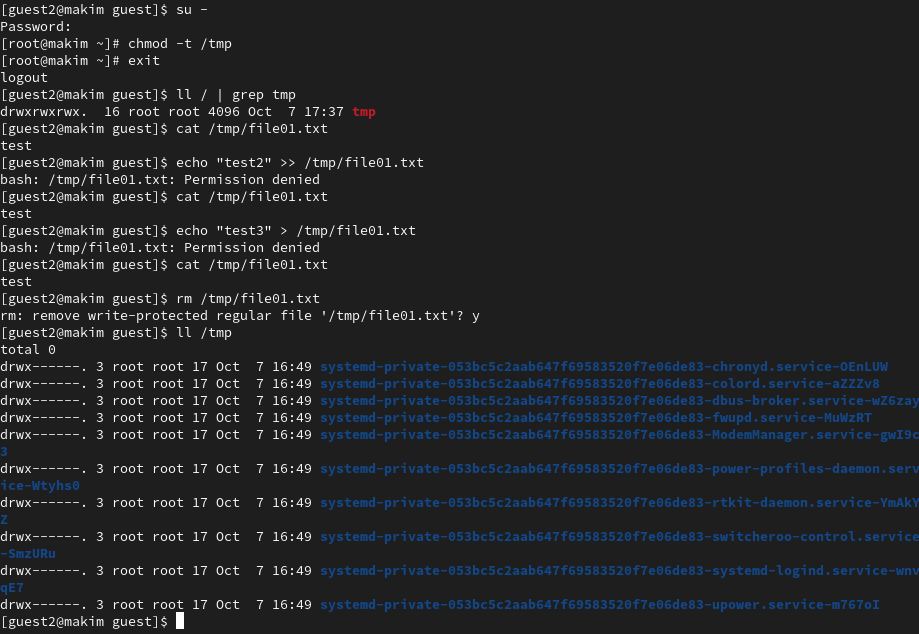 [guest2@makim guest]$ su -
Password:
[root@makim ~]# chmod -t /tmp
[root@makim ~]# exit
logout
[guest2@makim guest]$ ll / | grep tmp
drwxrwxrwx.  16 root root 4096 Oct  7 17:37 tmp
[guest2@makim guest]$ cat /tmp/file01.txt
test
[guest2@makim guest]$ echo "test2" >> /tmp/file01.txt
bash: /tmp/file01.txt: Permission denied
[guest2@makim guest]$ cat /tmp/file01.txt
test
[guest2@makim guest]$ echo "test3" > /tmp/file01.txt
bash: /tmp/file01.txt: Permission denied
[guest2@makim guest]$ cat /tmp/file01.txt
test
[guest2@makim guest]$ rm /tmp/file01.txt
rm: remove write-protected regular file '/tmp/file01.txt'? y
[guest2@makim guest]$ ll /tmp
total 0
drwx------. 3 root root 17 Oct  7 16:49 systemd-private-053bc5c2aab647f69583520f7e06de83-chronyd.service-OEnLUW
drwx------. 3 root root 17 Oct  7 16:49 systemd-private-053bc5c2aab647f69583520f7e06de83-colord.service-aZZZv8
drwx------. 3 root root 17 Oct  7 16:49 systemd-private-053bc5c2aab647f69583520f7e06de83-dbus-broker.service-wZ6zay
drwx------. 3 root root 17 Oct  7 16:49 systemd-private-053bc5c2aab647f69583520f7e06de83-fwupd.service-MuWzRT
drwx------. 3 root root 17 Oct  7 16:49 systemd-private-053bc5c2aab647f69583520f7e06de83-ModemManager.service-gwI9c
3
drwx------. 3 root root 17 Oct  7 16:49 systemd-private-053bc5c2aab647f69583520f7e06de83-power-profiles-daemon.serv
ice-Wtyhs0
drwx------. 3 root root 17 Oct  7 16:49 systemd-private-053bc5c2aab647f69583520f7e06de83-rtkit-daemon.service-YmAkY
Z
drwx------. 3 root root 17 Oct  7 16:49 systemd-private-053bc5c2aab647f69583520f7e06de83-switcheroo-control.service
-SmzURu
drwx------. 3 root root 17 Oct  7 16:49 systemd-private-053bc5c2aab647f69583520f7e06de83-systemd-logind.service-wnv
qE7
drwx------. 3 root root 17 Oct  7 16:49 systemd-private-053bc5c2aab647f69583520f7e06de83-upower.service-m767oI
[guest2@makim guest]$